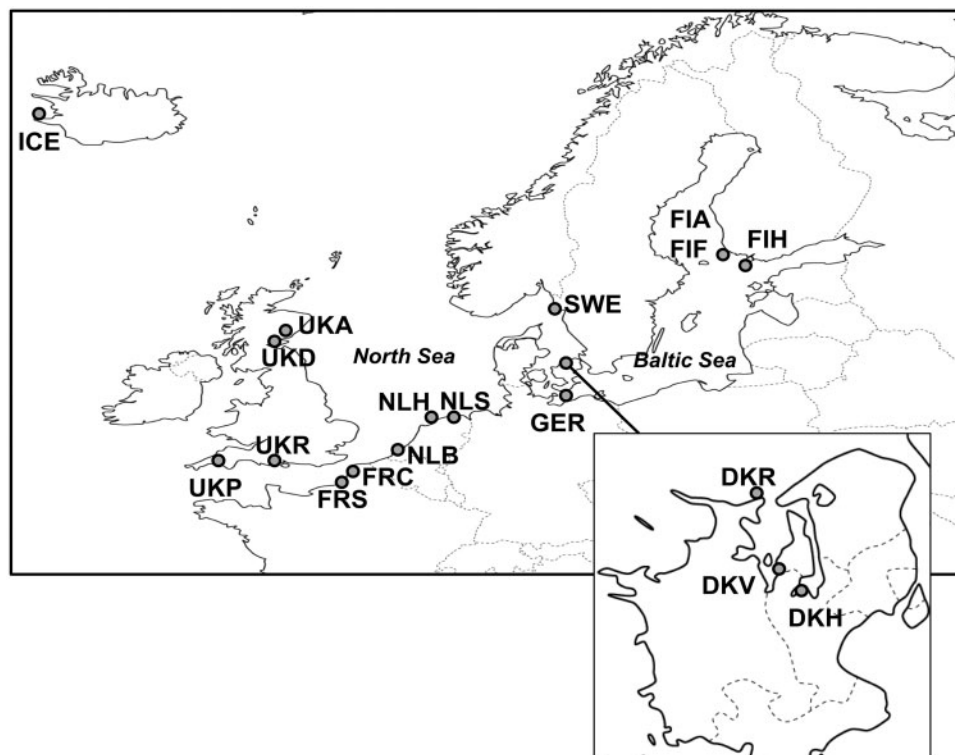 ICE
FIA
FIF
FIH
SWE
UKA
UKD
North Sea
Baltic Sea
NLH
NLS
GER
UKR
NLB
UKP
FRC
FRS
DKR
DKV
DKH